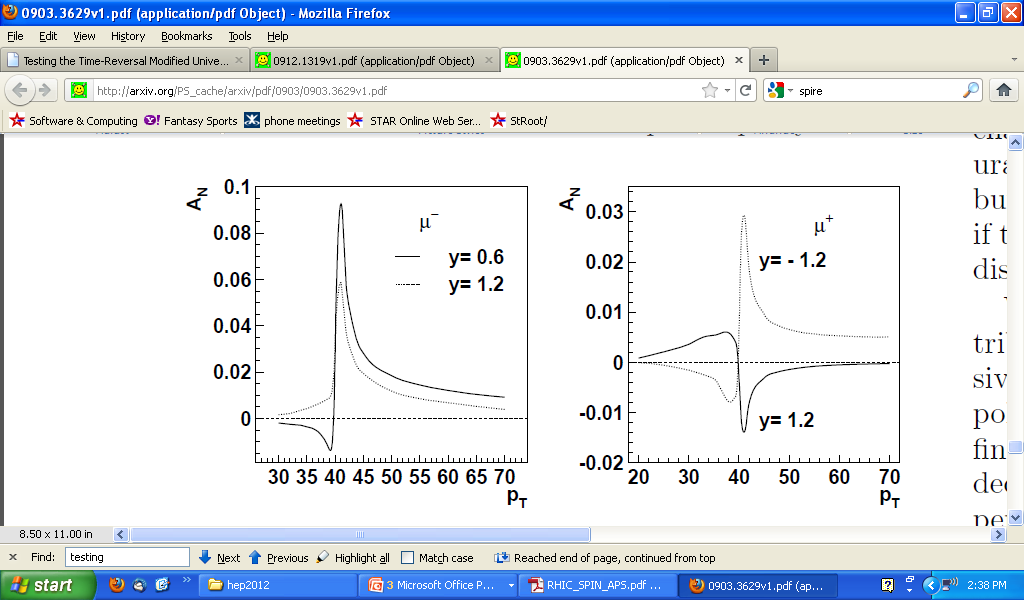 0903.3629v1.pdf (application/pdf Object) - Mozilla Firefox
File Edit View History Bookmarks Tools Help
Testing the Time-Reversal Modified Unive... 0912.1319v1.pdf (application/pdf Object) 0903.3629v1.pdf (application/pdf Object)
http://arxiv.org/PS_cache/arxiv/pdf/0903/0903.3629v1.pdf spire
Software & Computing Fantasy Sports phone meetings STAR Online Web Ser... StRoot/
A_N
0.1
0.08
0.06
0.04
0.02
0
μ⁻
y= 0.6
y= 1.2
30 35 40 45 50 55 60 65 70
p_T
A_N
0.03
0.02
0.01
0
-0.01
-0.02
μ⁺
y= - 1.2
y= 1.2
20 30 40 50 60 70
p_T
ura
bu
if t
dis
tri
siv
po
fin
dec
8.50 x 11.00 in
Find: testing Next Previous Highlight all Match case Reached end of page, continued from top
start hep2012 3 Microsoft Office P... RHIC_SPIN_APS.pdf ... 0903.3629v1.pdf (ap... 2:38 PM